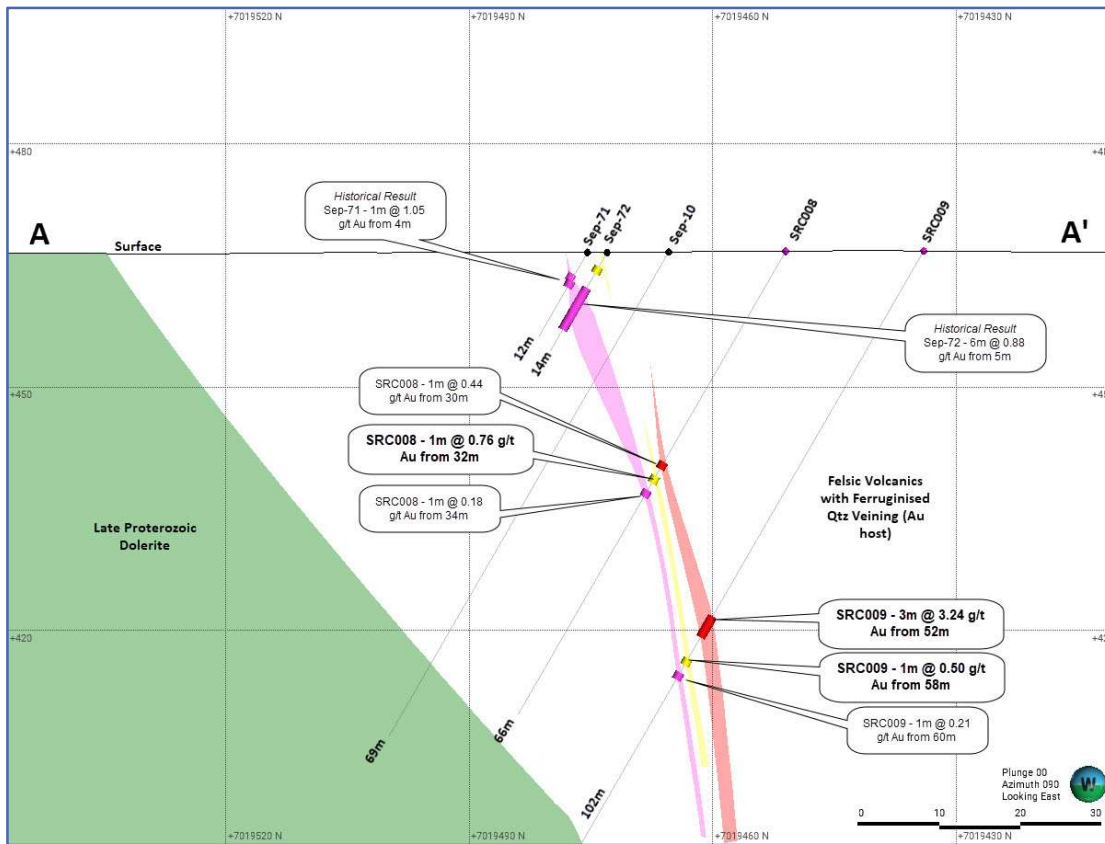 +7019520 N
+7019490 N
+7019460 N
+7019430 N
+480
+48
Historical Result
Sep-71 - 1m @ 1.05
g/t Au from 4m
A
Surface
Sep-71
Sep-72
Sep-10
SRC008
SRC009
A'
12m
14m
Historical Result
Sep-72 - 6m @ 0.88
g/t Au from 5m
+450
+45
SRC008 - 1m @ 0.44
g/t Au from 30m
SRC008 - 1m @ 0.76 g/t
Au from 32m
SRC008 - 1m @ 0.18
g/t Au from 34m
Late Proterozoic
Dolerite
Felsic Volcanics
with Ferruginised
Qtz Veining (Au
host)
+420
+42
SRC009 - 3m @ 3.24 g/t
Au from 52m
SRC009 - 1m @ 0.50 g/t
Au from 58m
SRC009 - 1m @ 0.21
g/t Au from 60m
69m
66m
102m
Plunge 00
Azimuth 090
Looking East
W
0 10 20 30
+7019520 N
+7019490 N
+7019460 N
+7019430 N